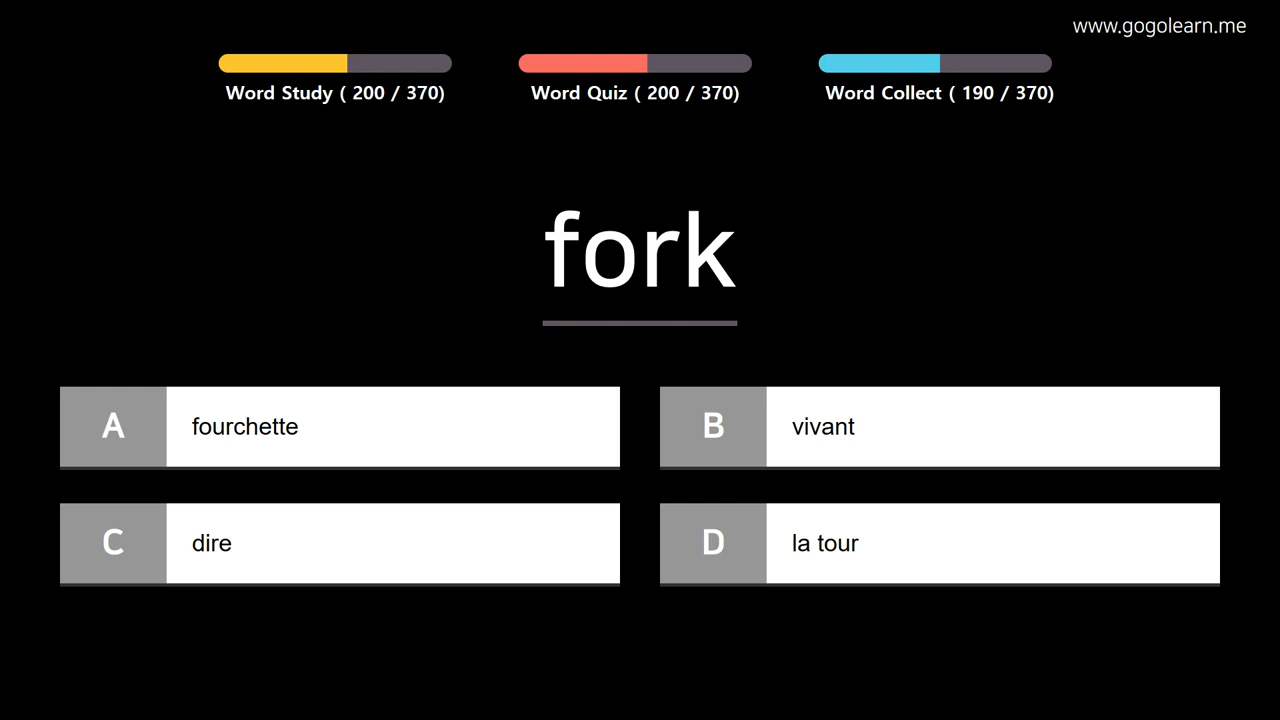 www.gogolearn.me
Word Study ( 200 / 370)
Word Quiz ( 200 / 370)
Word Collect ( 190 / 370)
fork
A fourchette
B vivant
C dire
D la tour